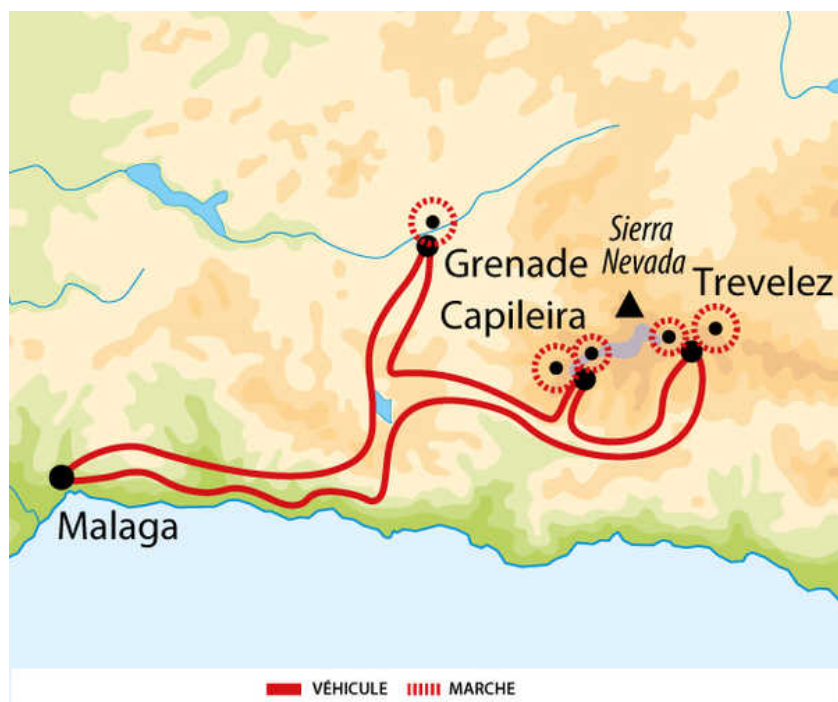 Sierra
Nevada
Grenade
Trevelez
Capileira
Malaga
VÉHICULE
MARCHE